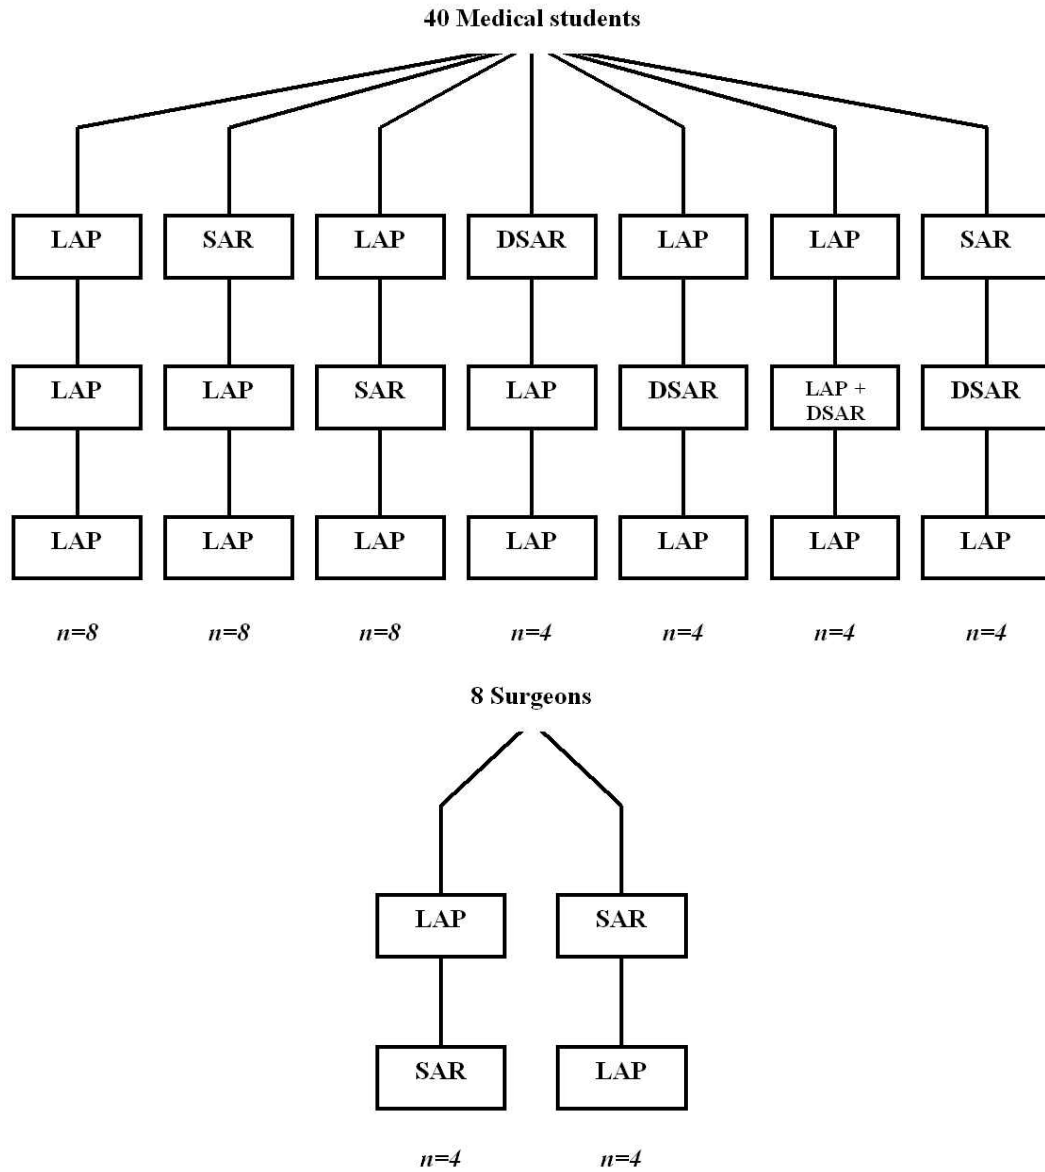 40 Medical students
LAP SAR LAP DSAR LAP LAP SAR
LAP LAP SAR LAP DSAR LAP +
DSAR DSAR
LAP LAP LAP LAP LAP LAP LAP
n=8 n=8 n=8 n=4 n=4 n=4 n=4
8 Surgeons
LAP SAR
SAR LAP
n=4 n=4